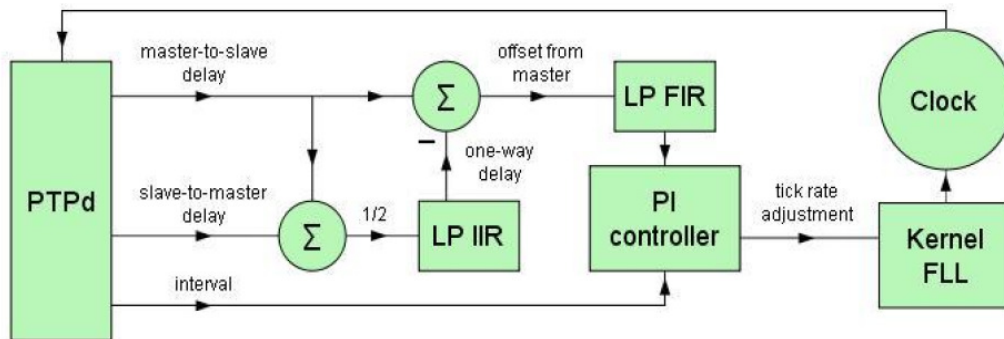 master-to-slave
delay
offset from
master
Σ
LP FIR
Clock
–
one-way
delay
PTPd
slave-to-master
delay
Σ
1/2
LP IIR
PI
controller
tick rate
adjustment
Kernel
FLL
interval